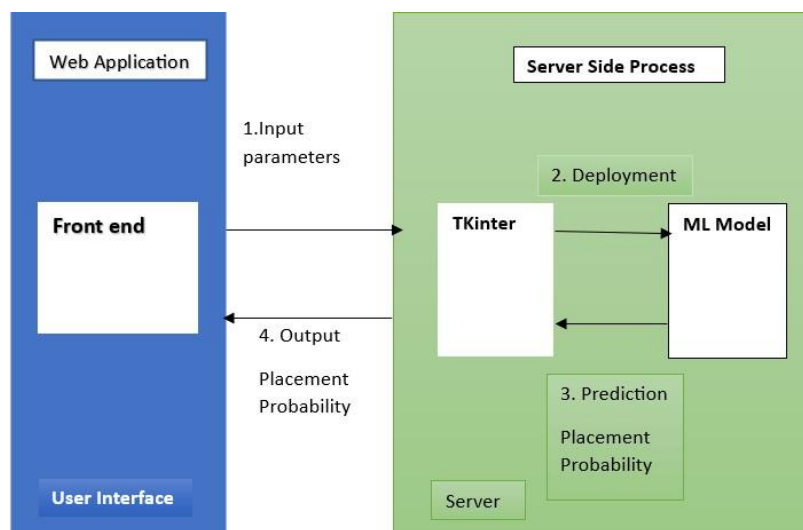 Web Application
Server Side Process
1.Input
parameters
2. Deployment
Front end
TKinter
ML Model
4. Output
Placement
Probability
3. Prediction
Placement
Probability
User Interface
Server